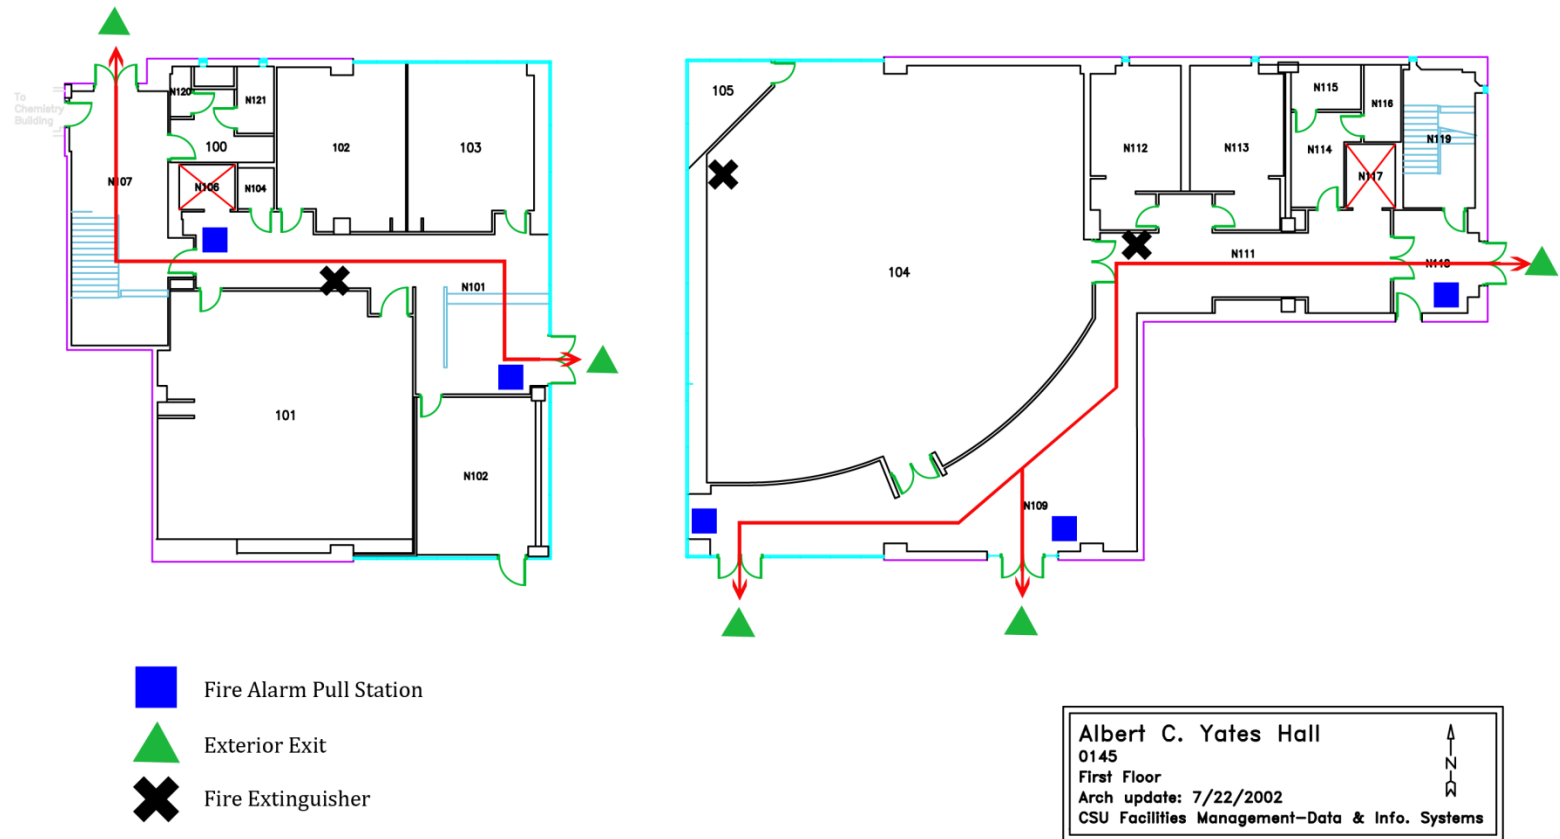 To
Chemistry
Building
N120
N121
100
102
103
N107
N106
N104
N101
101
N102
105
N112
N113
N115
N116
N114
N117
N119
104
N111
N118
N109
Fire Alarm Pull Station
Exterior Exit
Fire Extinguisher
Albert C. Yates Hall
0145
First Floor
Arch update: 7/22/2002
CSU Facilities Management-Data & Info. Systems
N